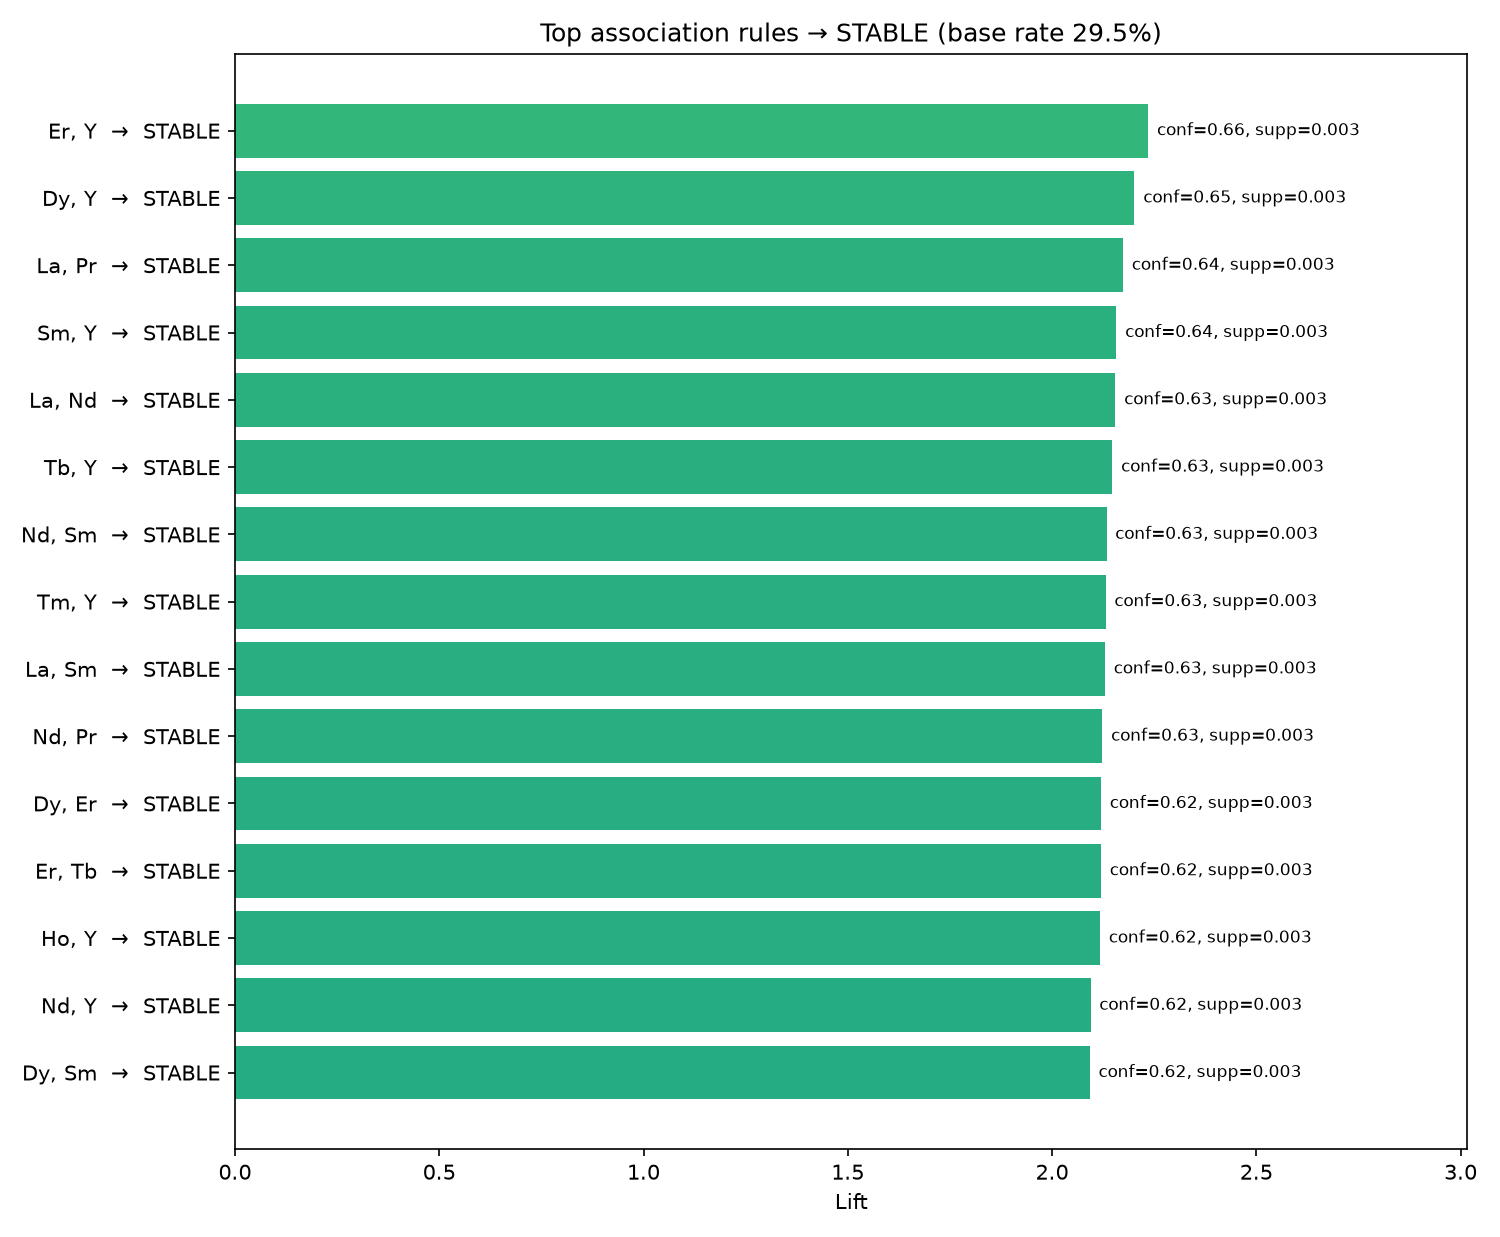 Top association rules → STABLE (base rate 29.5%)
Er, Y → STABLE conf=0.66, supp=0.003
Dy, Y → STABLE conf=0.65, supp=0.003
La, Pr → STABLE conf=0.64, supp=0.003
Sm, Y → STABLE conf=0.64, supp=0.003
La, Nd → STABLE conf=0.63, supp=0.003
Tb, Y → STABLE conf=0.63, supp=0.003
Nd, Sm → STABLE conf=0.63, supp=0.003
Tm, Y → STABLE conf=0.63, supp=0.003
La, Sm → STABLE conf=0.63, supp=0.003
Nd, Pr → STABLE conf=0.63, supp=0.003
Dy, Er → STABLE conf=0.62, supp=0.003
Er, Tb → STABLE conf=0.62, supp=0.003
Ho, Y → STABLE conf=0.62, supp=0.003
Nd, Y → STABLE conf=0.62, supp=0.003
Dy, Sm → STABLE conf=0.62, supp=0.003
0.0 0.5 1.0 1.5 2.0 2.5 3.0
Lift